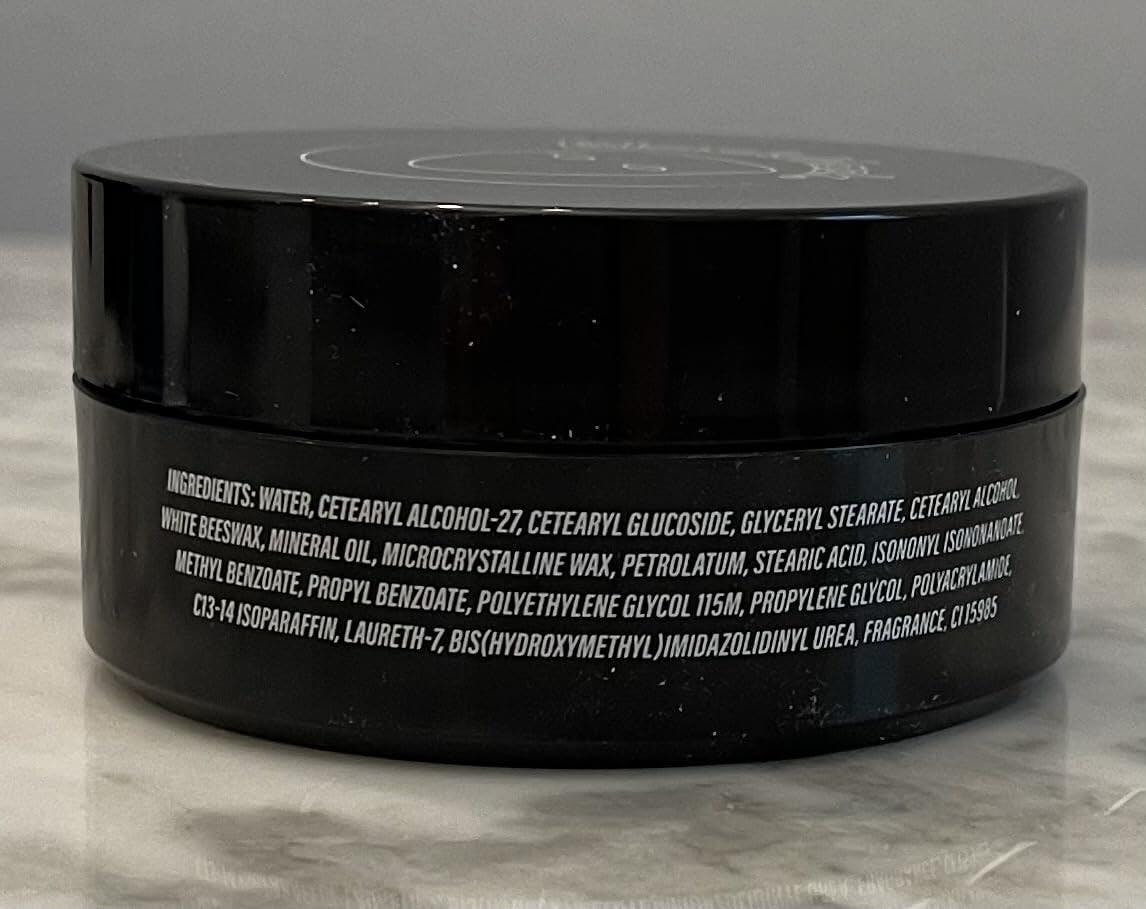 INGREDIENTS: WATER, CETEARYL ALCOHOL-27, CETEARYL GLUCOSIDE, GLYCERYL STEARATE, CETEARYL ALCOHOL,
WHITE BEESWAX, MINERAL OIL, MICROCRYSTALLINE WAX, PETROLATUM, STEARIC ACID, ISONONYL ISONONANOATE,
METHYL BENZOATE, PROPYL BENZOATE, POLYETHYLENE GLYCOL 115M, PROPYLENE GLYCOL, POLYACRYLAMIDE,
C13-14 ISOPARAFFIN, LAURETH-7, BIS(HYDROXYMETHYL)IMIDAZOLIDINYL UREA, FRAGRANCE, CI 15985